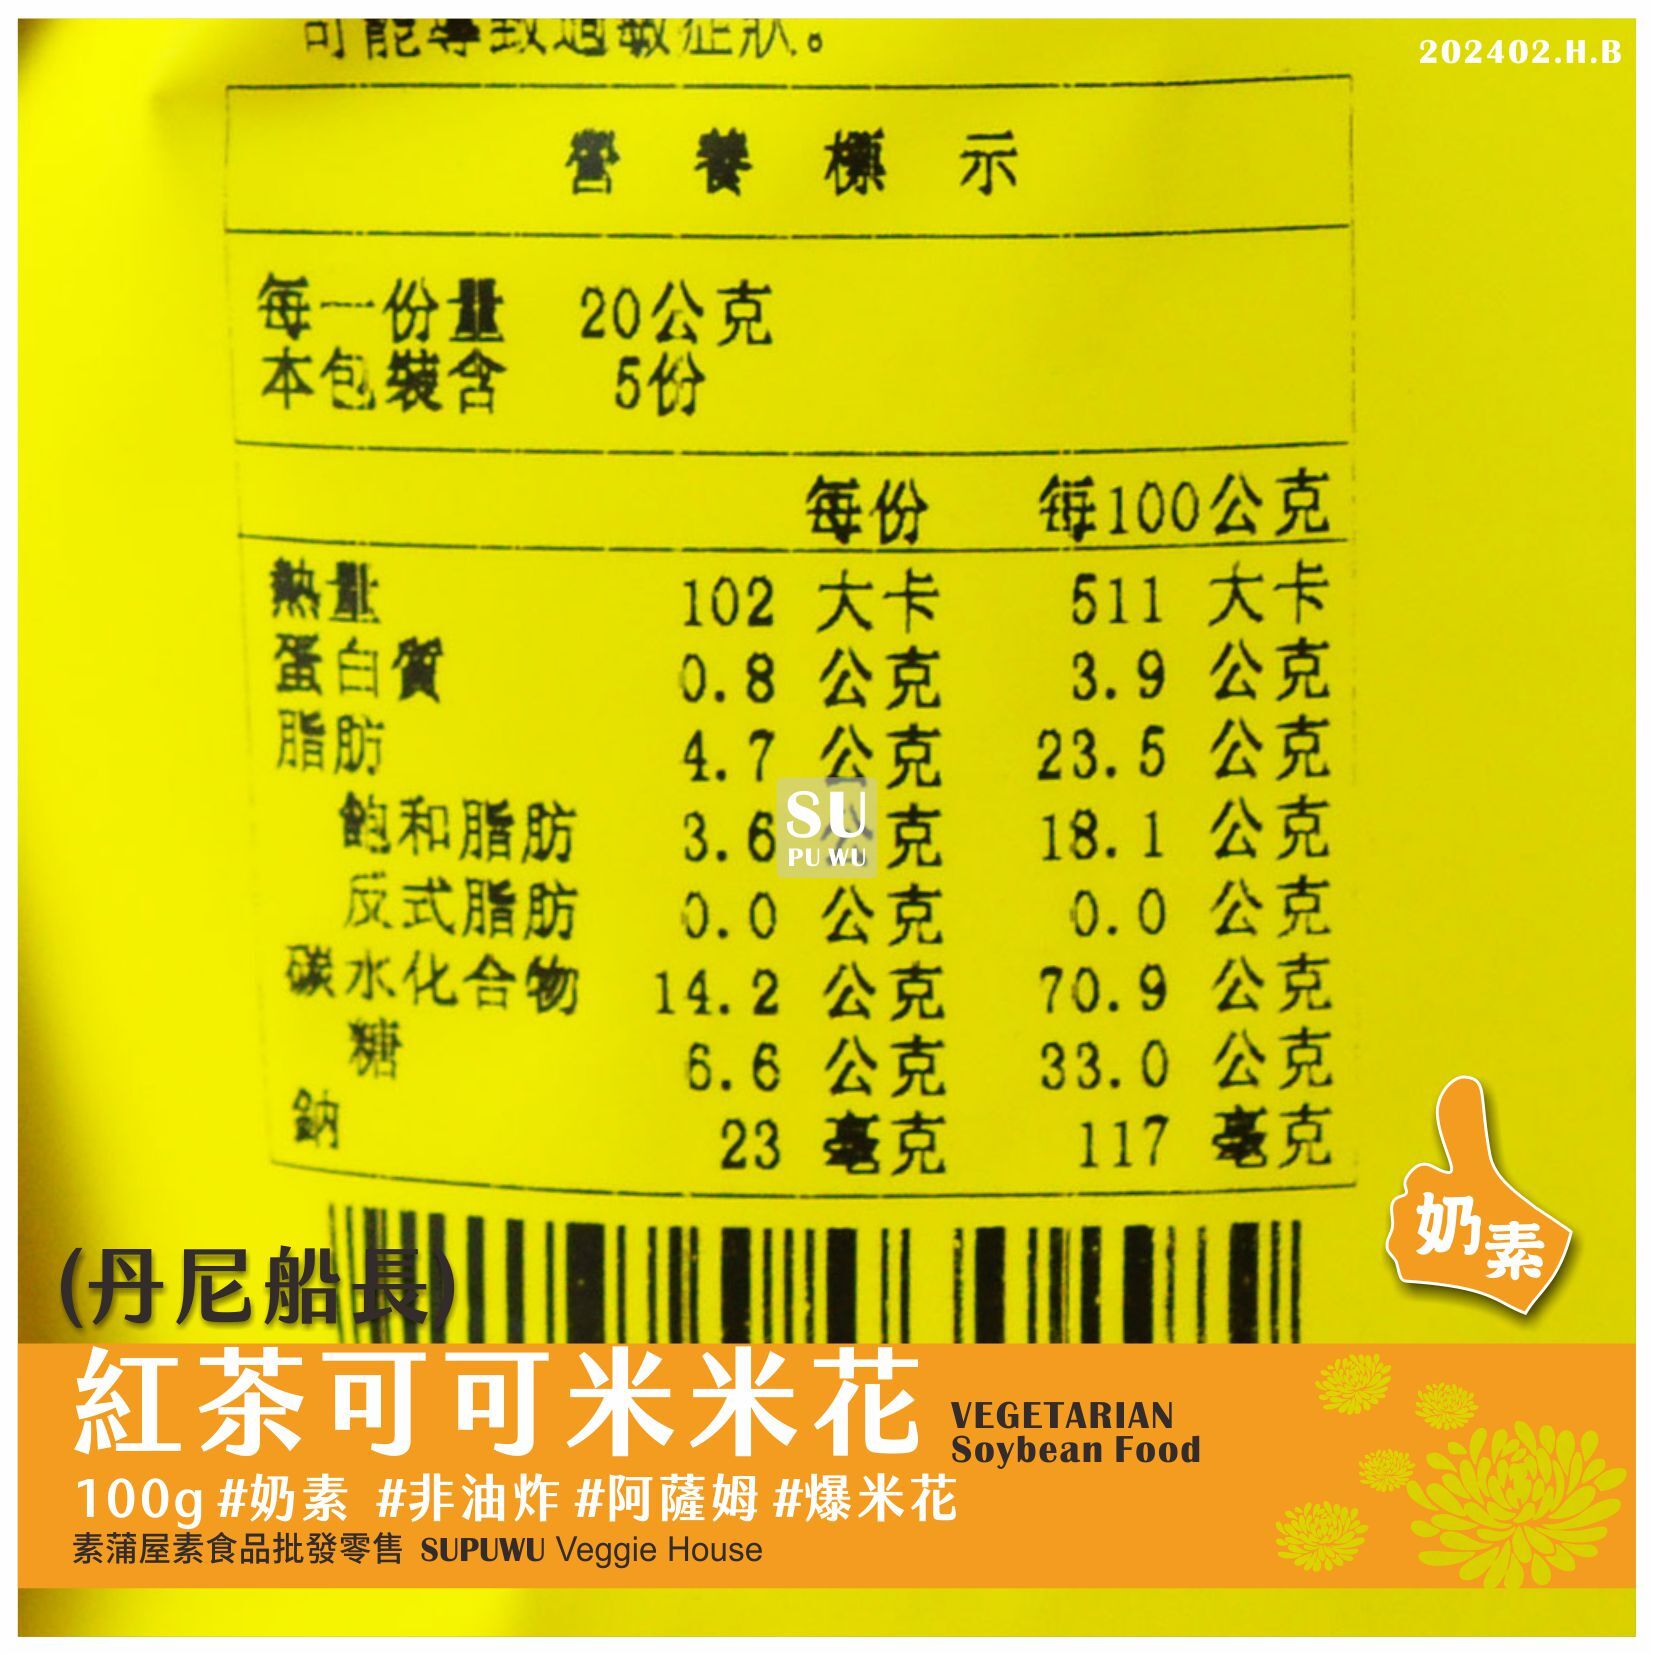 可能導致過敏症狀。
202402.H.B
營養標示
每一份量 20公克
本包裝含 5份
每份 每100公克
熱量 102 大卡 511 大卡
蛋白質 0.8 公克 3.9 公克
脂肪 4.7 公克 23.5 公克
飽和脂肪 3.6 公克 18.1 公克
反式脂肪 0.0 公克 0.0 公克
碳水化合物 14.2 公克 70.9 公克
糖 6.6 公克 33.0 公克
鈉 23 毫克 117 毫克
SU
PU WU
奶素
(丹尼船長)
紅茶可可米米花
VEGETARIAN
Soybean Food
100g #奶素 #非油炸 #阿薩姆 #爆米花
素蒲屋素食品批發零售 SUPUWU Veggie House